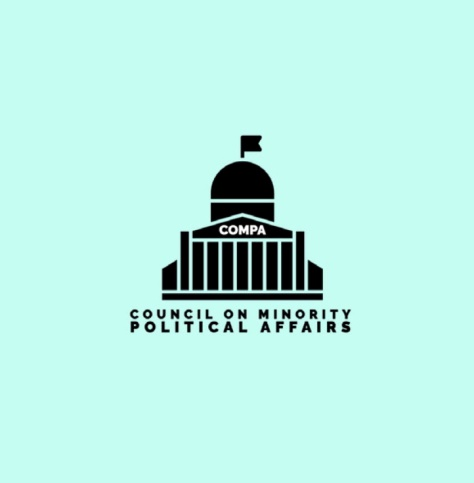 COMPA
COUNCIL ON MINORITY
POLITICAL AFFAIRS